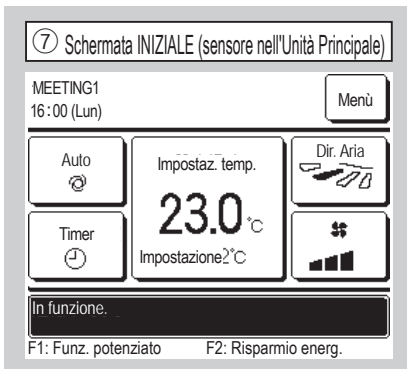 ⑦ Schermata INIZIALE (sensore nell'Unità Principale)
MEETING1
16:00 (Lun)
Menù
Auto
Impostaz. temp.
Dir. Aria
23.0 °C
Timer
Impostazione2°C
In funzione.
F1: Funz. potenziato F2: Risparmio energ.